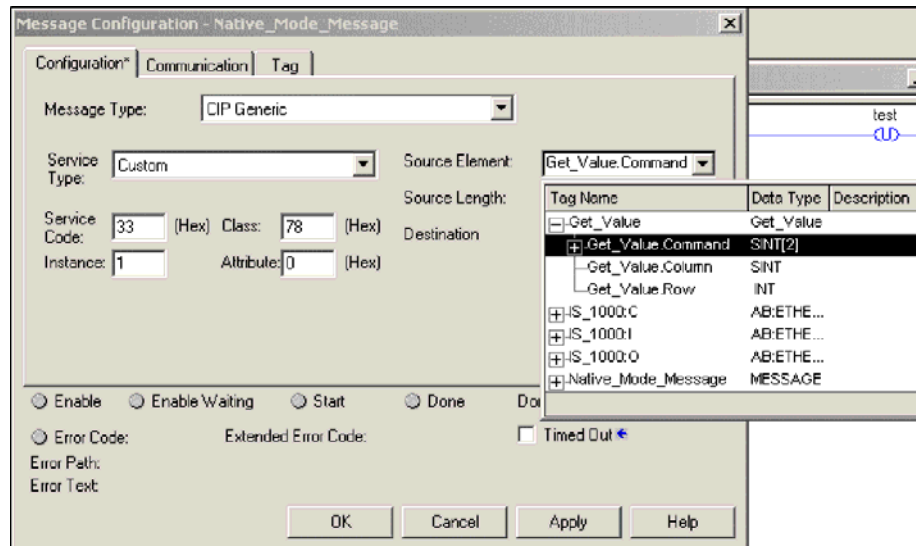 Message Configuration - Native_Mode_Message
Configuration* Communication Tag
Message Type: CIP Generic
Service Type: Custom
Source Element: Get_Value.Command
Source Length:
Service Code: 33 (Hex) Class: 78 (Hex)
Destination
Instance: 1 Attribute: 0 (Hex)
test
Tag Name Data Type Description
Get_Value Get_Value
Get_Value.Command SINT[2]
Get_Value.Column SINT
Get_Value.Row INT
IS_1000:C AB:ETHE...
IS_1000:I AB:ETHE...
IS_1000:O AB:ETHE...
Native_Mode_Message MESSAGE
Enable Enable Waiting Start Done
Error Code: Extended Error Code: Timed Out
Error Path:
Error Text:
OK Cancel Apply Help